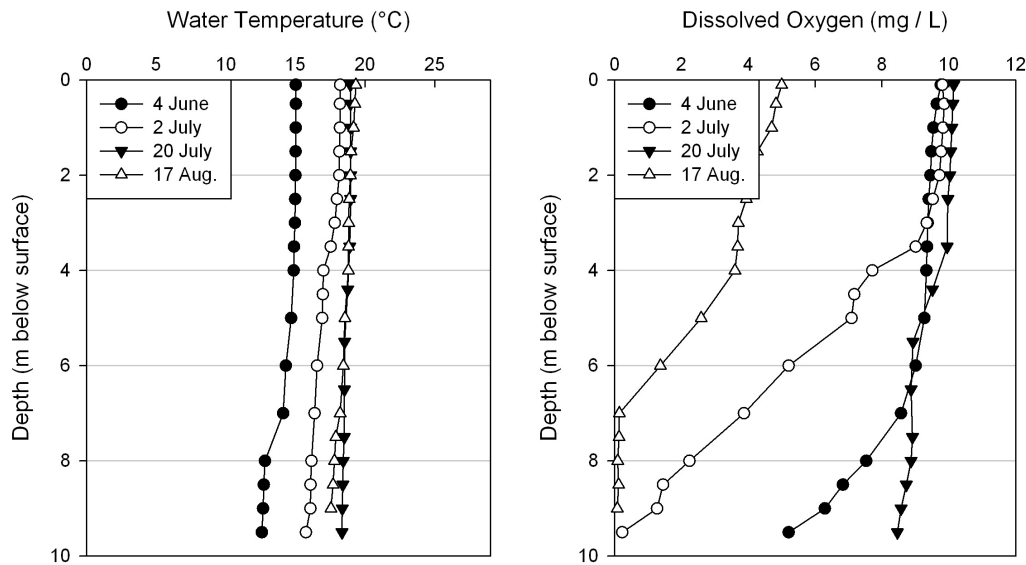 Water Temperature (°C)
0 5 10 15 20 25
0
2
4
6
8
10
Depth (m below surface)
4 June
2 July
20 July
17 Aug.
Dissolved Oxygen (mg / L)
0 2 4 6 8 10 12
0
2
4
6
8
10
Depth (m below surface)
4 June
2 July
20 July
17 Aug.